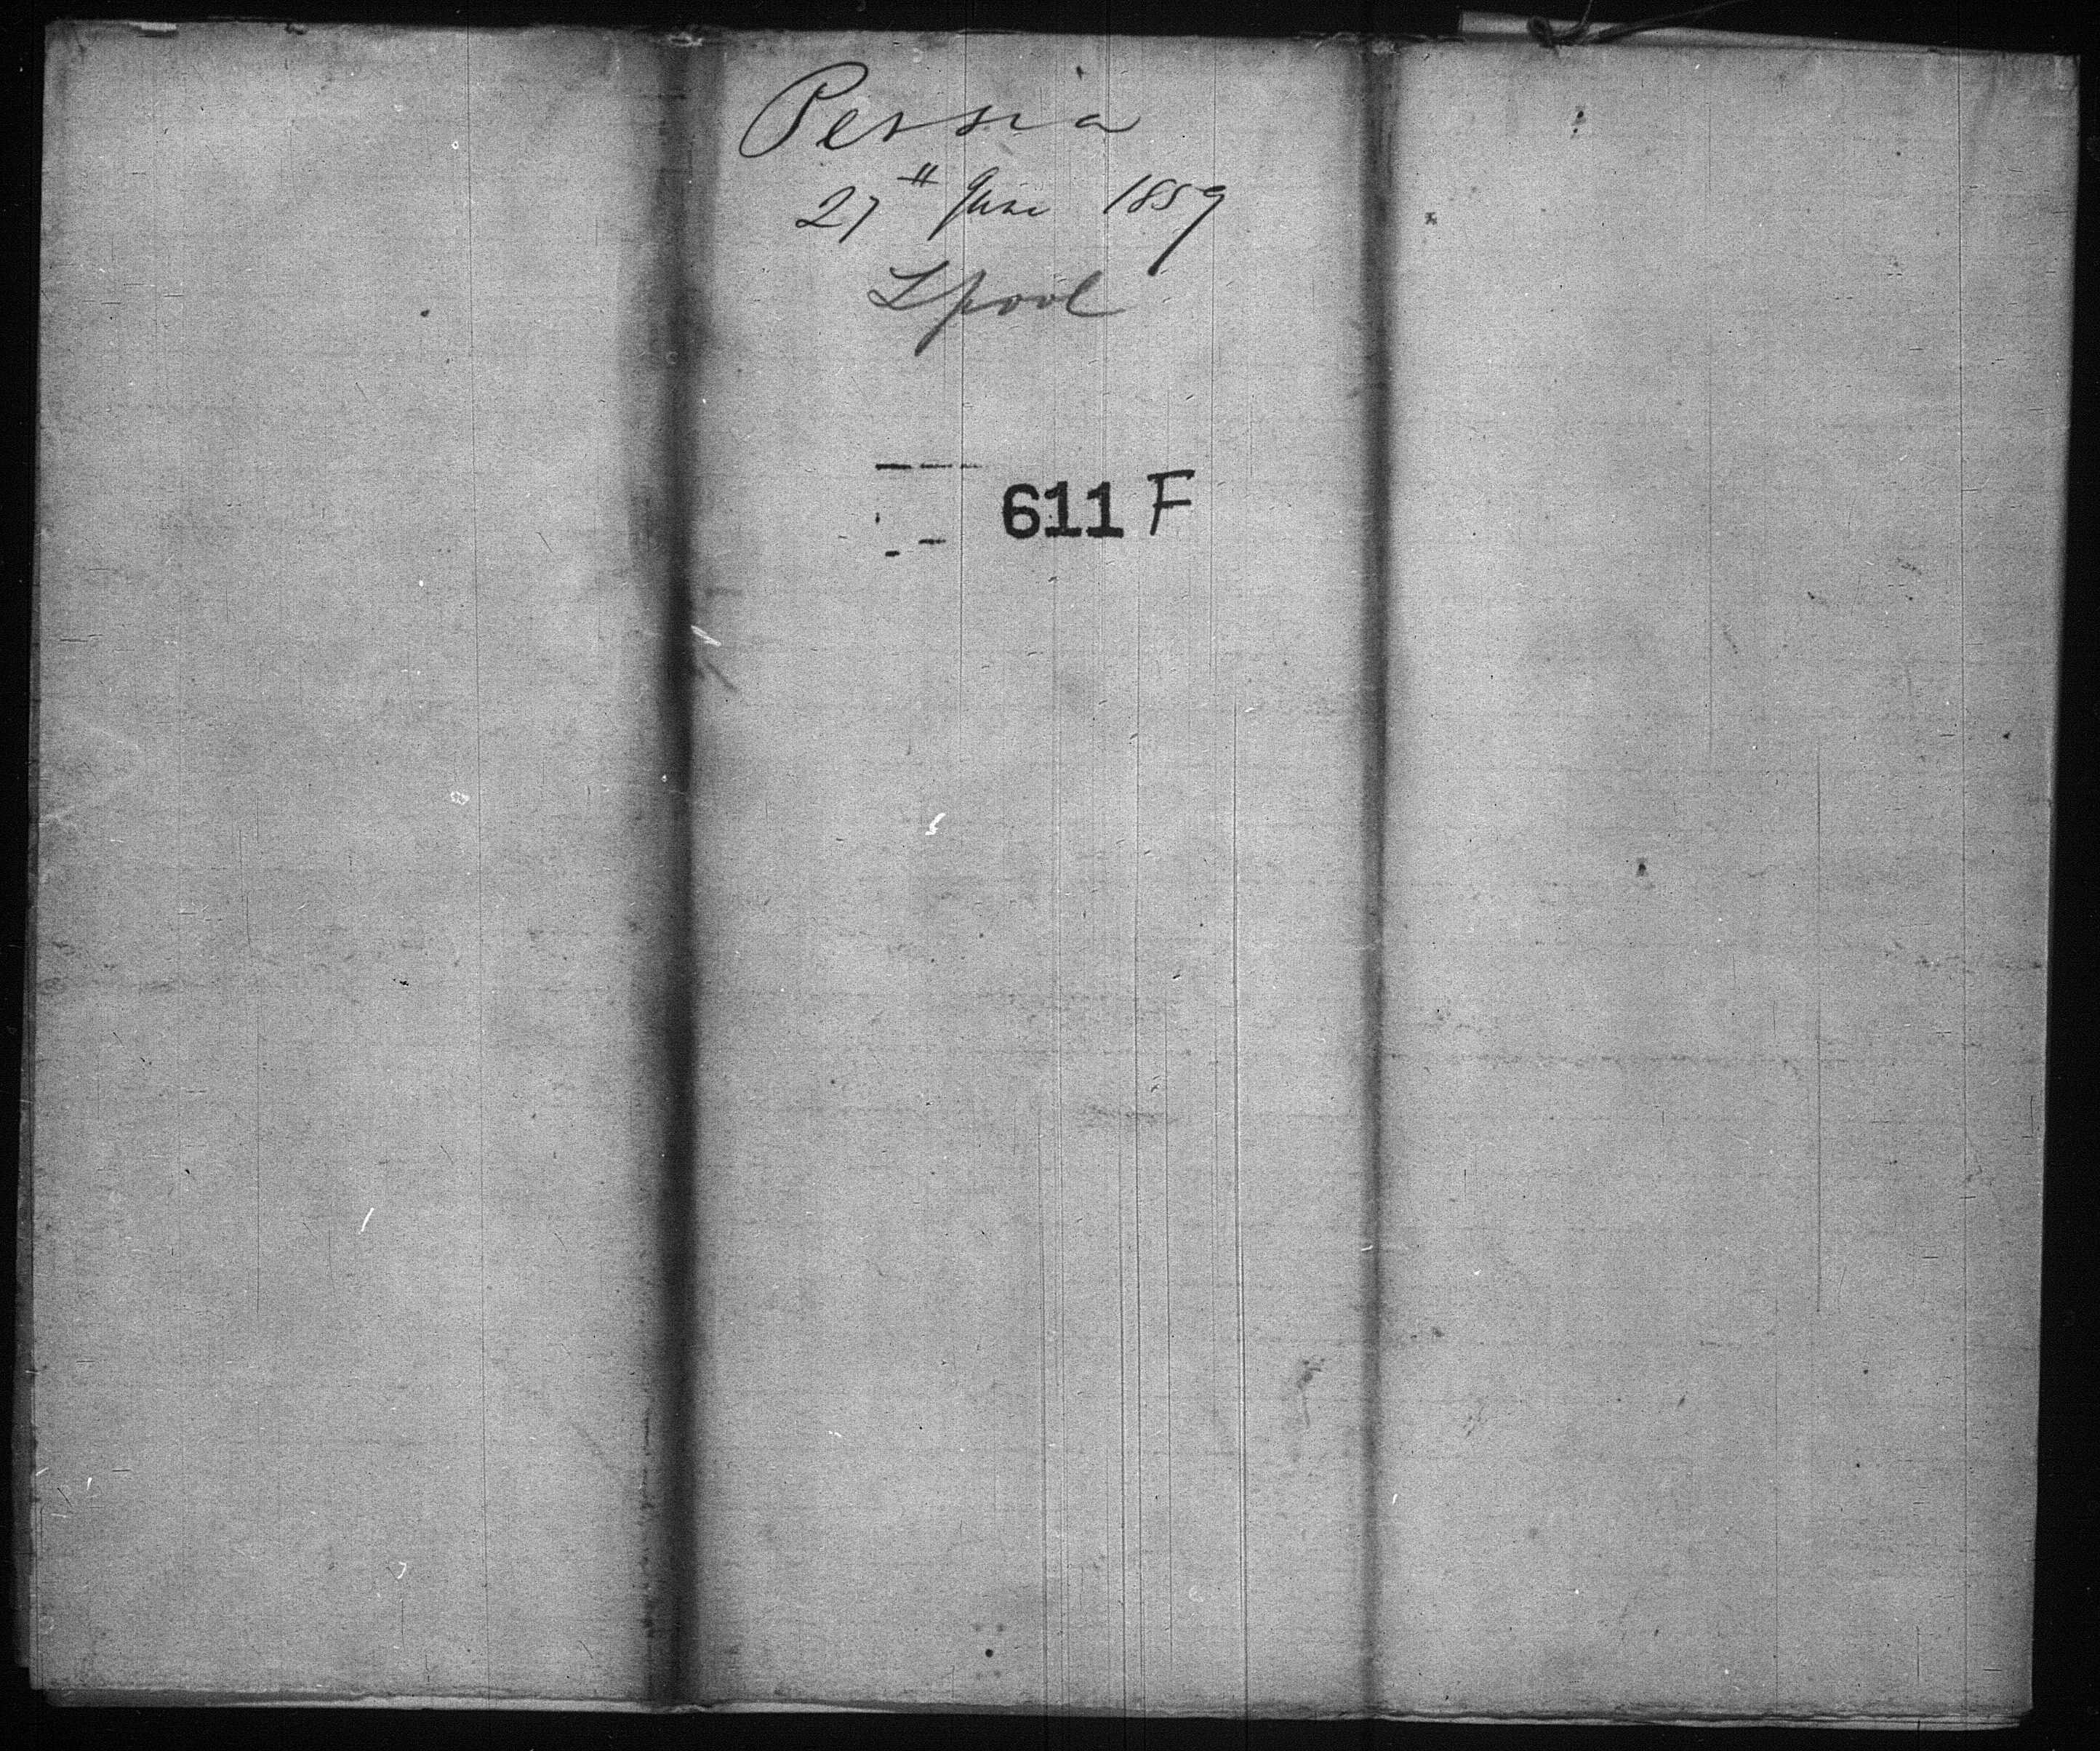 Persia
27th June 1859
Lpool
611 F